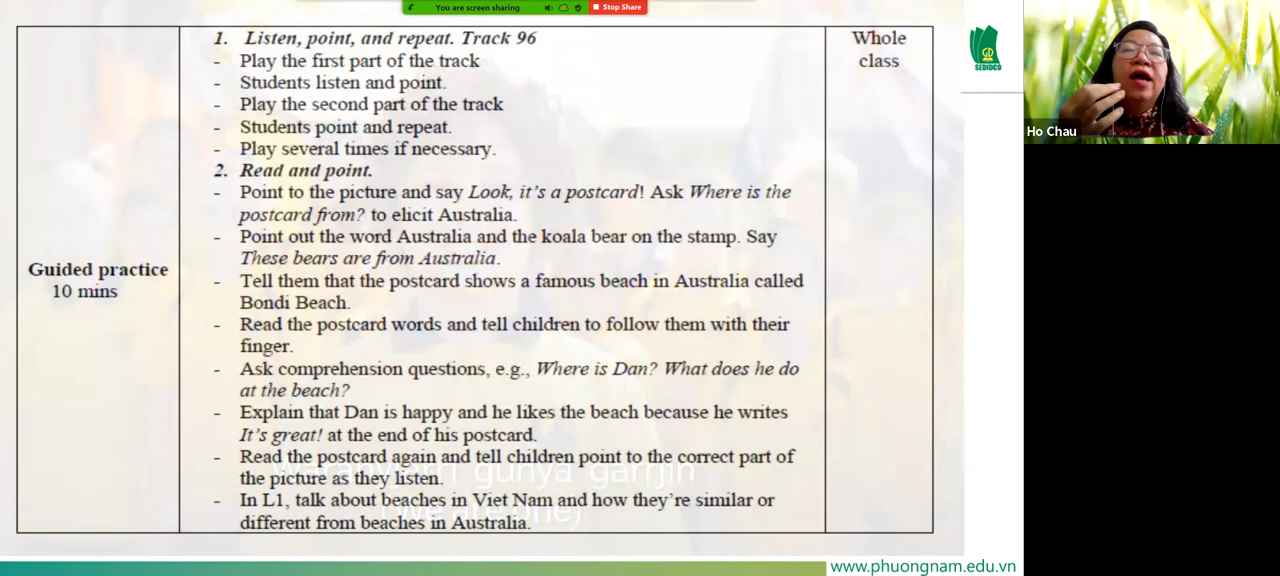 You are screen sharing
Stop Share
1. Listen, point, and repeat. Track 96
- Play the first part of the track
- Students listen and point.
- Play the second part of the track
- Students point and repeat.
- Play several times if necessary.
2. Read and point.
- Point to the picture and say Look, it's a postcard! Ask Where is the
postcard from? to elicit Australia.
- Point out the word Australia and the koala bear on the stamp. Say
These bears are from Australia.
- Tell them that the postcard shows a famous beach in Australia called
Bondi Beach.
- Read the postcard words and tell children to follow them with their
finger.
- Ask comprehension questions, e.g., Where is Dan? What does he do
at the beach?
- Explain that Dan is happy and he likes the beach because he writes
It's great! at the end of his postcard.
- Read the postcard again and tell children point to the correct part of
the picture as they listen.
- In L1, talk about beaches in Viet Nam and how they're similar or
different from beaches in Australia.
Guided practice
10 mins
Whole
class
gunya garrjin
(we are one)
SEDIDCO
Ho Chau
www.phuongnam.edu.vn